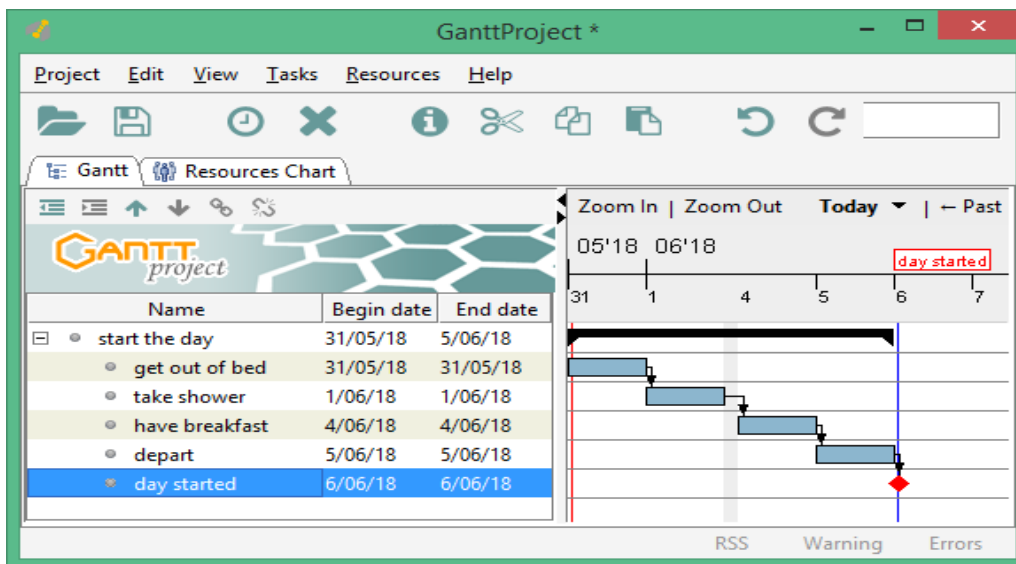 GanttProject *
Project Edit View Tasks Resources Help
Gantt Resources Chart
Zoom In | Zoom Out Today | ← Past
GANTT project
05'18 06'18
day started
31 1 4 5 6 7
Name Begin date End date
start the day 31/05/18 5/06/18
get out of bed 31/05/18 31/05/18
take shower 1/06/18 1/06/18
have breakfast 4/06/18 4/06/18
depart 5/06/18 5/06/18
day started 6/06/18 6/06/18
RSS Warning Errors